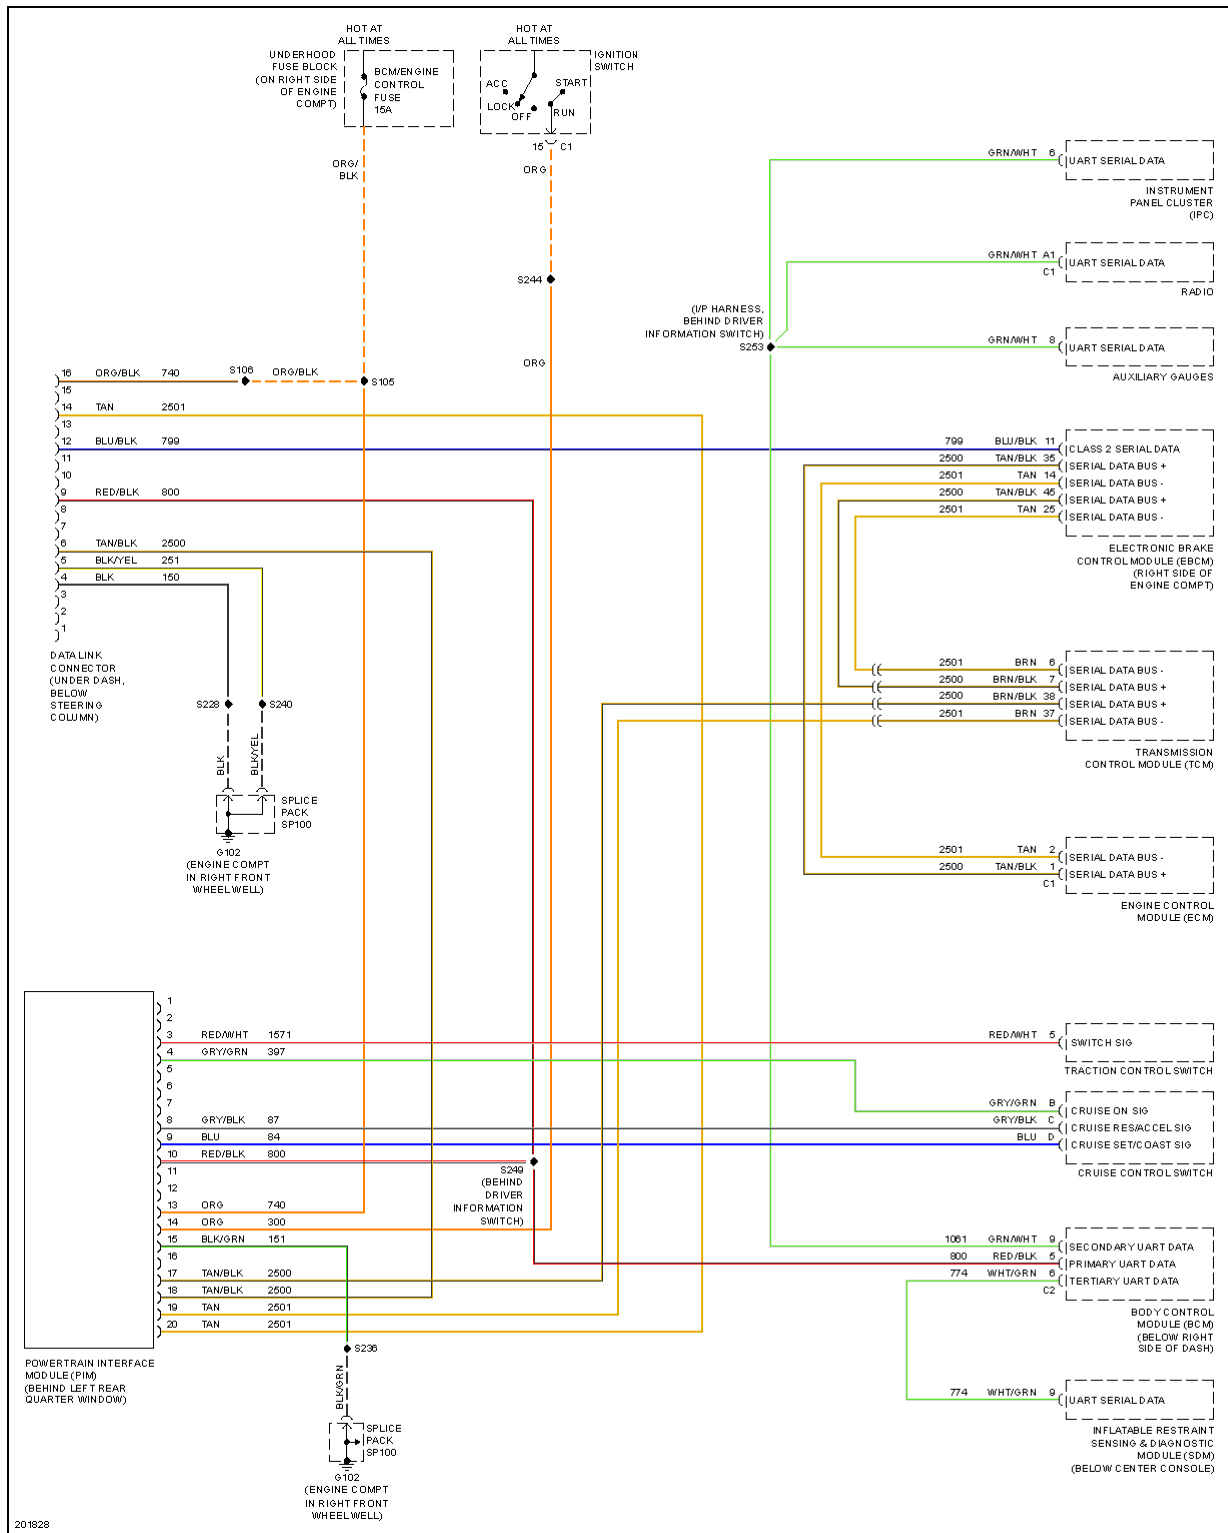 HOT AT
ALL TIMES
UNDERHOOD
FUSE BLOCK
(ON RIGHT SIDE
OF ENGINE
COMPT)
BCM/ENGINE
CONTROL
FUSE
15A
HOT AT
ALL TIMES
IGNITION
SWITCH
ACC
START
LOCK
OFF
RUN
15 C1
ORG/
BLK
ORG
S244
ORG
GRN/WHT 6
UART SERIAL DATA
INSTRUMENT
PANEL CLUSTER
(IPC)
GRN/WHT A1
C1
UART SERIAL DATA
RADIO
(I/P HARNESS,
BEHIND DRIVER
INFORMATION SWITCH)
S253
GRN/WHT 8
UART SERIAL DATA
AUXILIARY GAUGES
S106
ORG/BLK
S105
16 ORG/BLK 740
15
14 TAN 2501
13
12 BLU/BLK 799
11
10
9 RED/BLK 800
8
7
6 TAN/BLK 2500
5 BLK/YEL 251
4 BLK 150
3
2
1
DATA LINK
CONNECTOR
(UNDER DASH,
BELOW
STEERING
COLUMN)
799 BLU/BLK 11 CLASS 2 SERIAL DATA
2500 TAN/BLK 35 SERIAL DATA BUS +
2501 TAN 14 SERIAL DATA BUS -
2500 TAN/BLK 45 SERIAL DATA BUS +
2501 TAN 25 SERIAL DATA BUS -
ELECTRONIC BRAKE
CONTROL MODULE (EBCM)
(RIGHT SIDE OF
ENGINE COMPT)
2501 BRN 6 SERIAL DATA BUS -
2500 BRN/BLK 7 SERIAL DATA BUS +
2500 BRN/BLK 38 SERIAL DATA BUS +
2501 BRN 37 SERIAL DATA BUS -
TRANSMISSION
CONTROL MODULE (TCM)
S228
S240
BLK
BLK/YEL
SPLICE
PACK
SP100
G102
(ENGINE COMPT
IN RIGHT FRONT
WHEEL WELL)
2501 TAN 2 SERIAL DATA BUS -
2500 TAN/BLK 1 SERIAL DATA BUS +
C1
ENGINE CONTROL
MODULE (ECM)
1
2
3 RED/WHT 1571
4 GRY/GRN 397
5
6
7
8 GRY/BLK 87
9 BLU 84
10 RED/BLK 800
11
12
13 ORG 740
14 ORG 300
15 BLK/GRN 151
16
17 TAN/BLK 2500
18 TAN/BLK 2500
19 TAN 2501
20 TAN 2501
POWERTRAIN INTERFACE
MODULE (PIM)
(BEHIND LEFT REAR
QUARTER WINDOW)
S249
(BEHIND
DRIVER
INFORMATION
SWITCH)
RED/WHT 5 SWITCH SIG
TRACTION CONTROL SWITCH
GRY/GRN B CRUISE ON SIG
GRY/BLK C CRUISE RES/ACCEL SIG
BLU D CRUISE SET/COAST SIG
CRUISE CONTROL SWITCH
1061 GRN/WHT 9 SECONDARY UART DATA
800 RED/BLK 5 PRIMARY UART DATA
774 WHT/GRN 6 TERTIARY UART DATA
C2
BODY CONTROL
MODULE (BCM)
(BELOW RIGHT
SIDE OF DASH)
774 WHT/GRN 9 UART SERIAL DATA
INFLATABLE RESTRAINT
SENSING & DIAGNOSTIC
MODULE (SDM)
(BELOW CENTER CONSOLE)
S236
BLK/GRN
SPLICE
PACK
SP100
G102
(ENGINE COMPT
IN RIGHT FRONT
WHEEL WELL)
201828